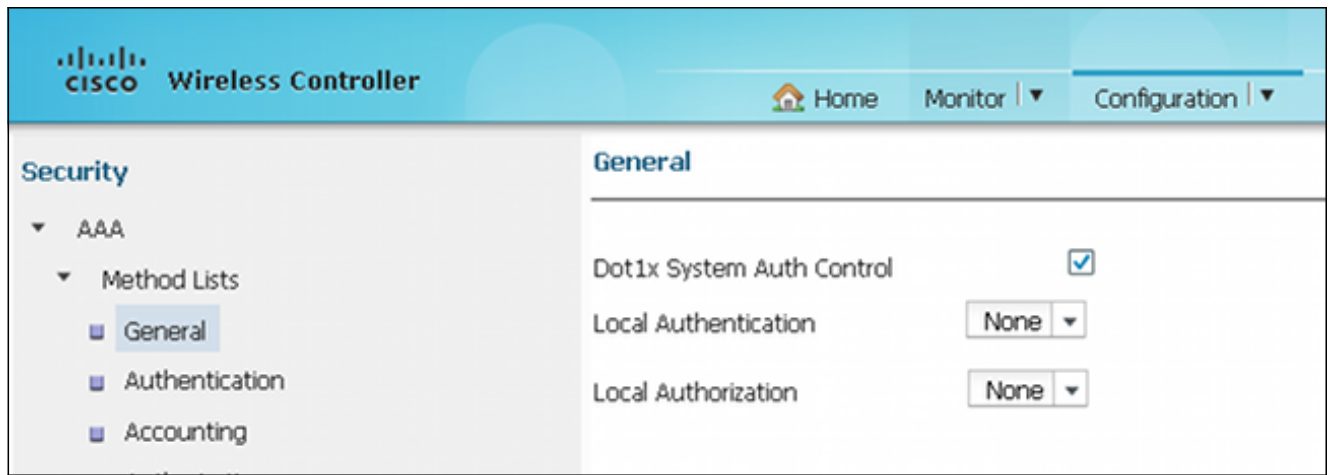 CISCO Wireless Controller
Home Monitor Configuration
Security
AAA
Method Lists
General
Authentication
Accounting
General
Dot1x System Auth Control
Local Authentication None
Local Authorization None